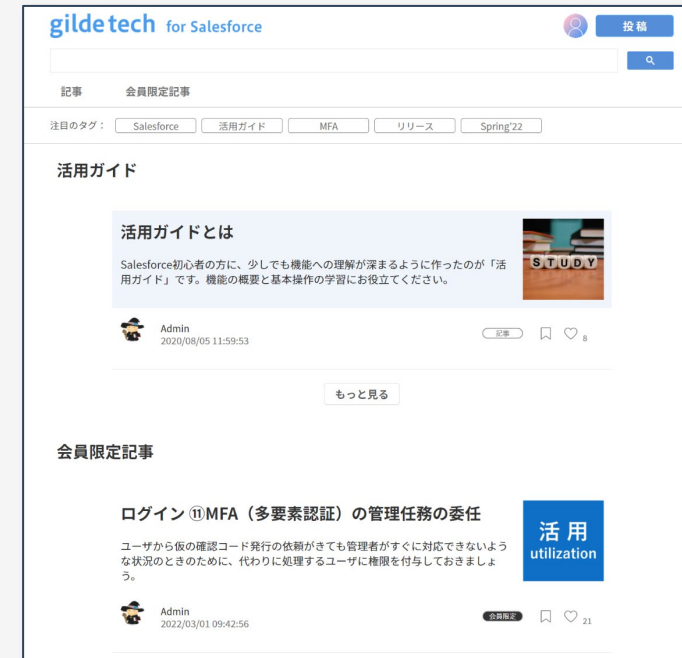 gilde tech for Salesforce
投稿
記事 会員限定記事
注目のタグ： Salesforce 活用ガイド MFA リリース Spring'22
活用ガイド
活用ガイドとは
Salesforce初心者の方に、少しでも機能への理解が深まるように作ったのが「活
用ガイド」です。機能の概要と基本操作の学習にお役立てください。
STUDY
Admin
2020/08/05 11:59:53
記事
8
もっと見る
会員限定記事
ログイン ⑪MFA（多要素認証）の管理任務の委任
ユーザから仮の確認コード発行の依頼がきても管理者がすぐに対応できないよう
な状況のときのために、代わりに処理するユーザに権限を付与しておきましょ
う。
活用
utilization
Admin
2022/03/01 09:42:56
会員限定
21